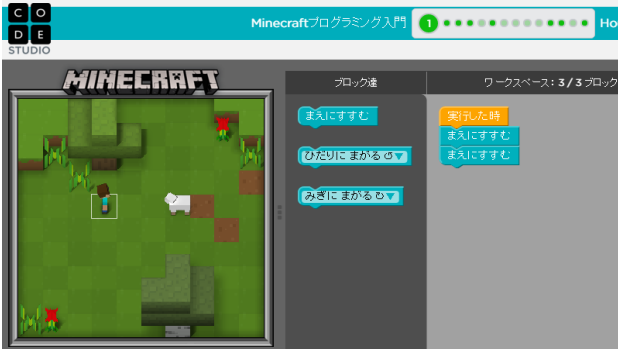 CO
DE
STUDIO
Minecraftプログラミング入門
1
Ho
MINECRAFT
ブロック達
ワークスペース: 3 / 3 ブロック
まえにすすむ
ひだりに まがる ↺▼
みぎに まがる ↻▼
実行した時
まえにすすむ
まえにすすむ